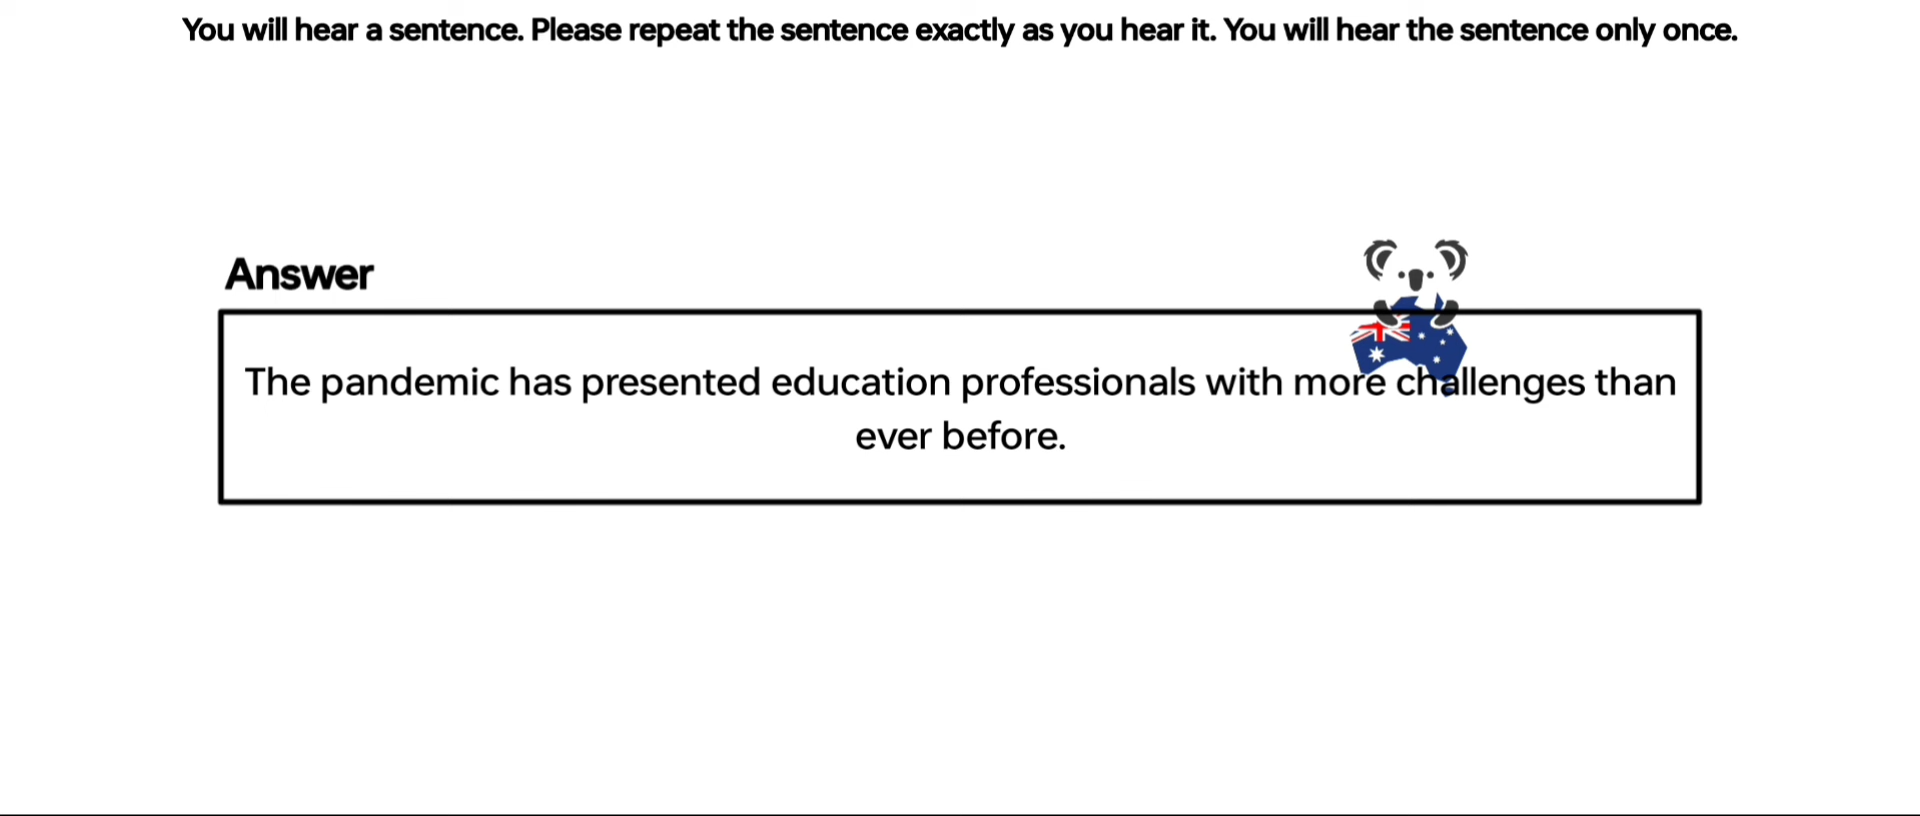 You will hear a sentence. Please repeat the sentence exactly as you hear it. You will hear the sentence only once.
Answer
The pandemic has presented education professionals with more challenges than
ever before.